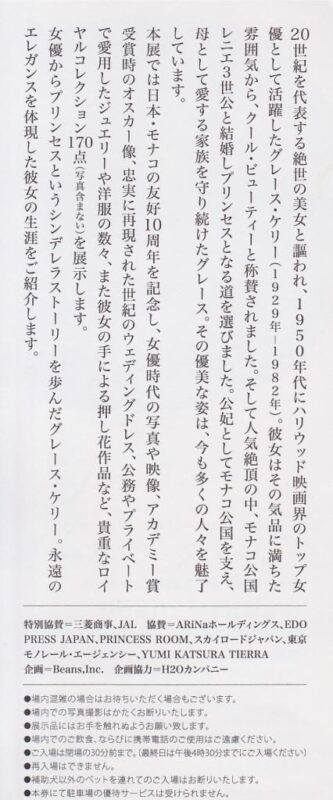 20世紀を代表する絶世の美女と謳われ、1950年代にハリウッド映画界のトップ女
優として活躍したグレース・ケリー(1929年−1982年)。彼女はその気品に満ちた
雰囲気から、クール・ビューティーと称賛されました。そして人気絶頂の中、モナコ公国
レニエ3世公と結婚しプリンセスとなる道を選びました。公妃としてモナコ公国を支え、
母として愛する家族を守り続けたグレース。その優美な姿は、今も多くの人々を魅了
しています。
本展では日本・モナコの友好10周年を記念し、女優時代の写真や映像、アカデミー賞
受賞時のオスカー像、忠実に再現された世紀のウェディングドレス、公務やプライベート
で愛用したジュエリーや洋服の数々、また彼女の手による押し花作品など、貴重なロイ
ヤルコレクション170点(写真含まない)を展示します。
女優からプリンセスというシンデレラストーリーを歩んだグレース・ケリー。永遠の
エレガンスを体現した彼女の生涯をご紹介します。
特別協賛=三菱商事、JAL　協賛=ARiNaホールディングス、EDO
PRESS JAPAN、PRINCESS ROOM、スカイロードジャパン、東京
モノレール・エージェンシー、YUMI KATSURA TIERRA
企画=Beans,Inc.　企画協力=H2Oカンパニー
●場内混雑の場合はお待ちいただく場合もございます。
●場内での写真撮影はかたくお断りいたします。
●展示品にはお手を触れぬようお願い致します。
●場内でのご飲食、ならびに携帯電話のご使用はご遠慮ください。
●ご入場は閉場の30分前まで。(最終日は午後4時30分までにご入場ください)
●再入場はできません。
●補助犬以外のペットを連れてのご入場はお断りいたします。
●本券にて駐車場の優待サービスは受けられません。